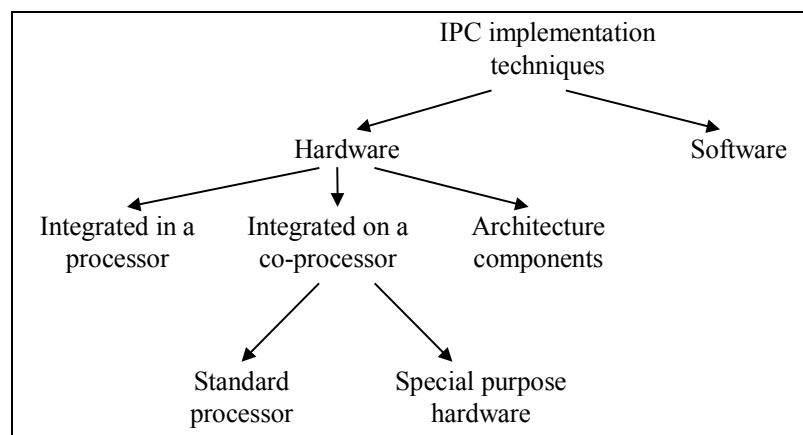 IPC implementation
techniques
Hardware
Software
Integrated in a
processor
Integrated on a
co-processor
Architecture
components
Standard
processor
Special purpose
hardware